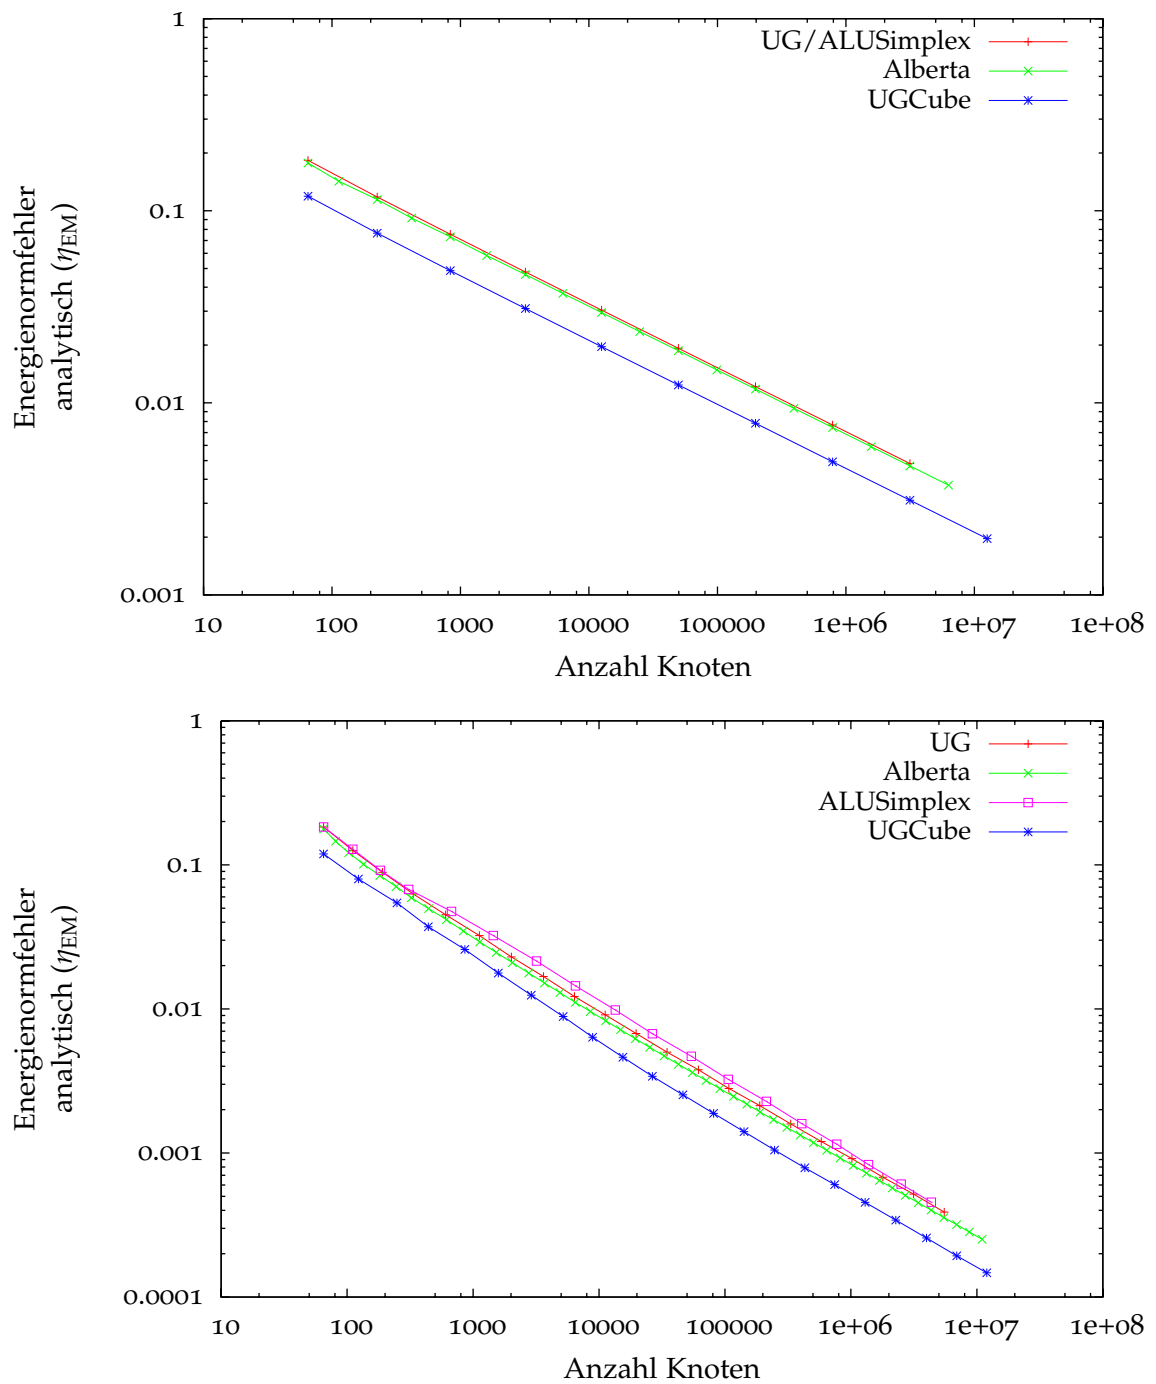 1
0.1
0.01
0.001
10 100 1000 10000 100000 1e+06 1e+07 1e+08
Energienormfehler
analytisch (ηEM)
Anzahl Knoten
UG/ALUSimplex
Alberta
UGCube
1
0.1
0.01
0.001
0.0001
10 100 1000 10000 100000 1e+06 1e+07 1e+08
Energienormfehler
analytisch (ηEM)
Anzahl Knoten
UG
Alberta
ALUSimplex
UGCube